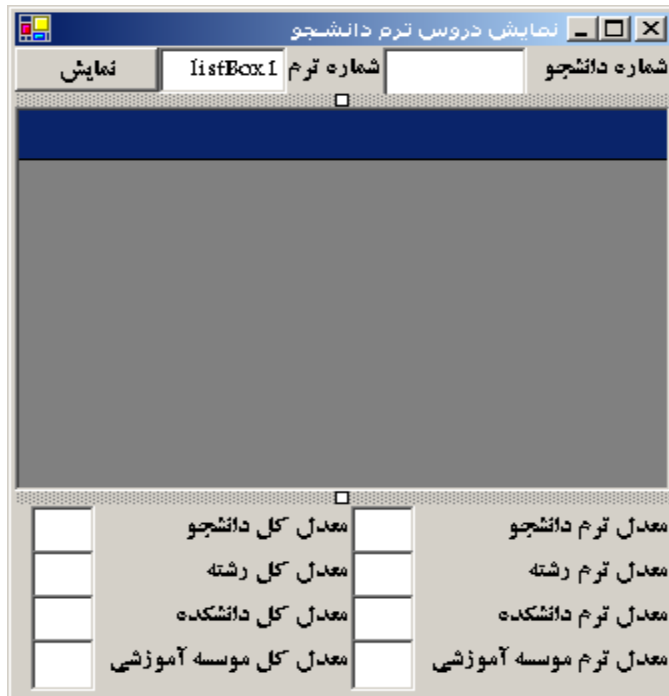 نمایش دروس ترم دانشجو
شماره دانشجو شماره ترم listBox1 نمایش
معدل ترم دانشجو معدل کل دانشجو
معدل ترم رشته معدل کل رشته
معدل ترم دانشکده معدل کل دانشکده
معدل ترم موسسه آموزشی معدل کل موسسه آموزشی